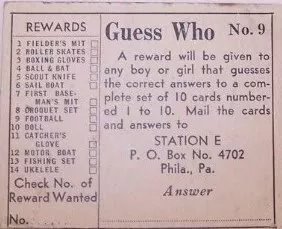 REWARDS
1 FIELDER'S MIT
2 ROLLER SKATES
3 BOXING GLOVES
4 BALL & BAT
5 SCOUT KNIFE
6 SAIL BOAT
7 FIRST BASE-
MAN'S MIT
8 CROQUET SET
9 FOOTBALL
10 DOLL
11 CATCHER'S
GLOVE
12 MOTOR BOAT
13 FISHING SET
14 UKELELE
Check No. of
Reward Wanted
No.
Guess Who No. 9
A reward will be given to
any boy or girl that guesses
the correct answers to a com-
plete set of 10 cards number-
ed 1 to 10. Mail the cards
and answers to
STATION E
P. O. Box No. 4702
Phila., Pa.
Answer